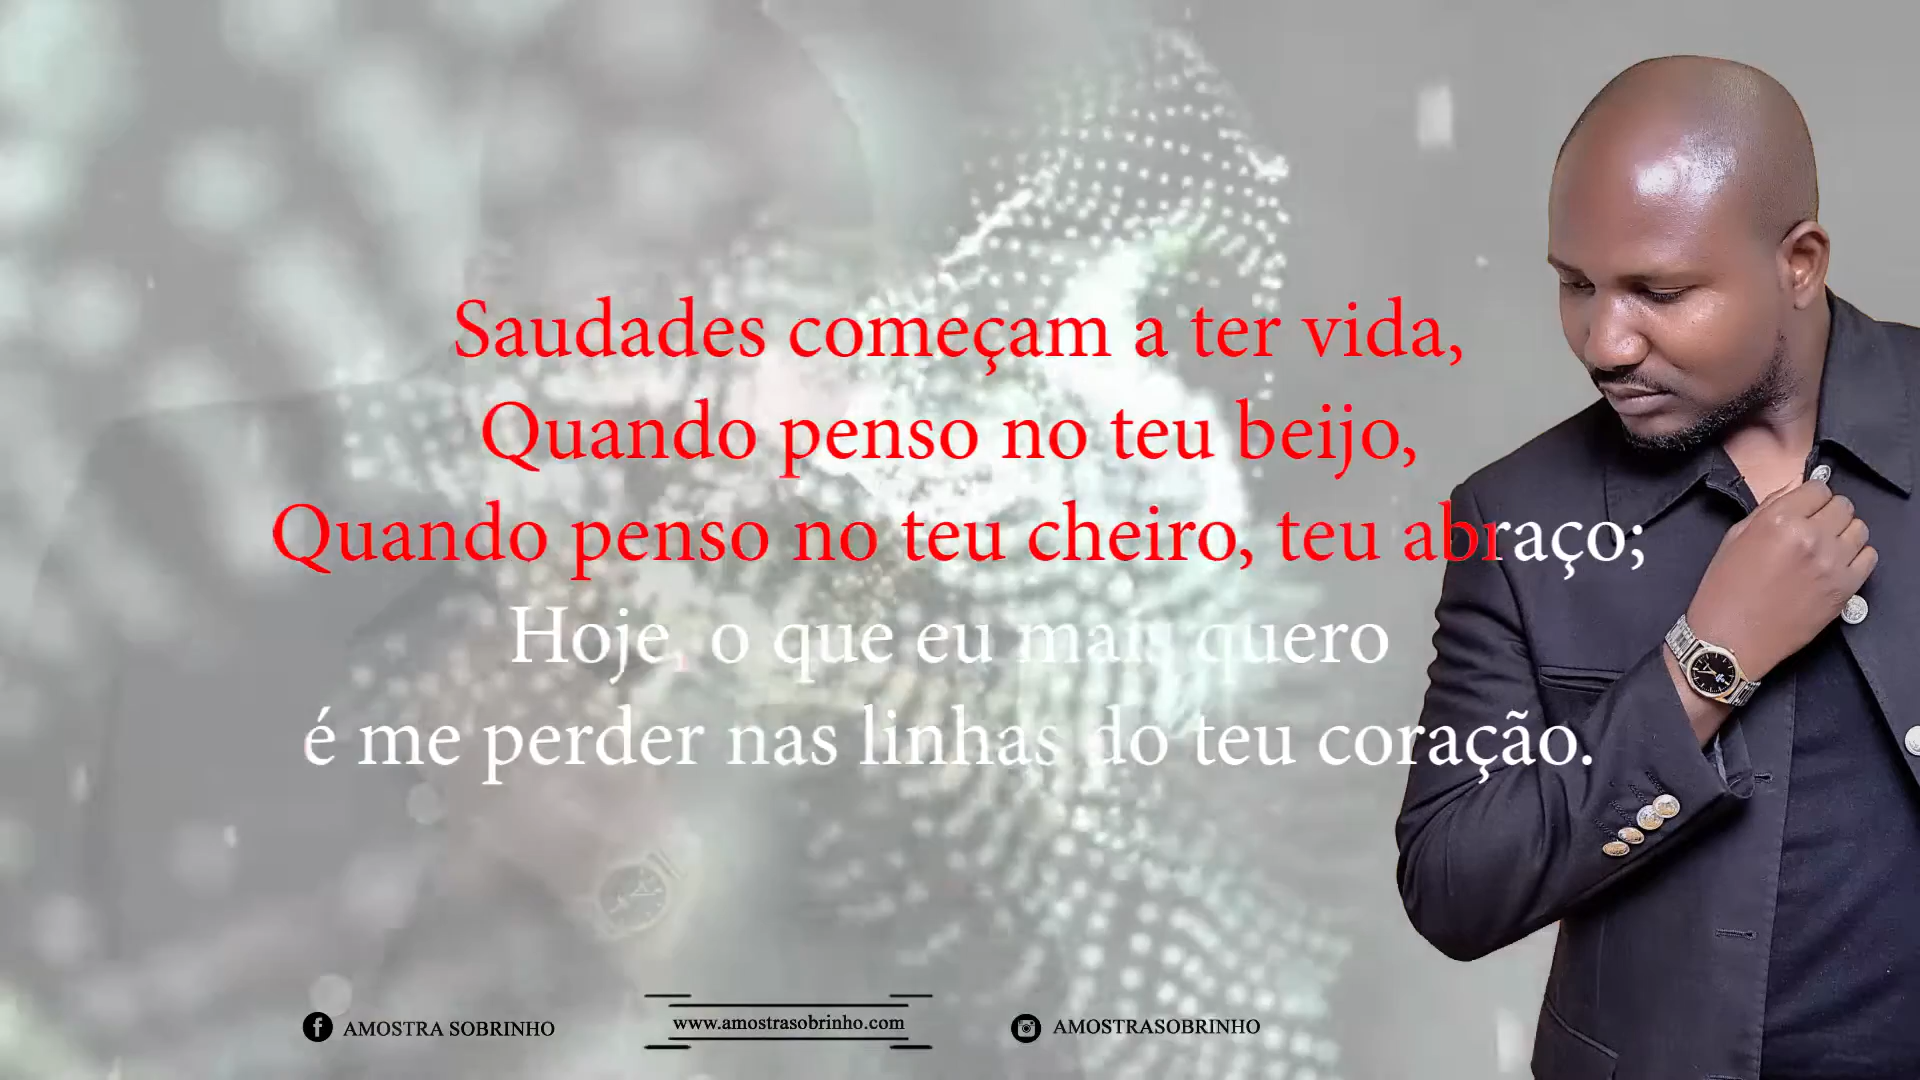 Saudades começam a ter vida,
Quando penso no teu beijo,
Quando penso no teu cheiro, teu abraço;
Hoje, o que eu mais quero
é me perder nas linhas do teu coração.
AMOSTRA SOBRINHO
www.amostrasobrinho.com
AMOSTRASOBRINHO